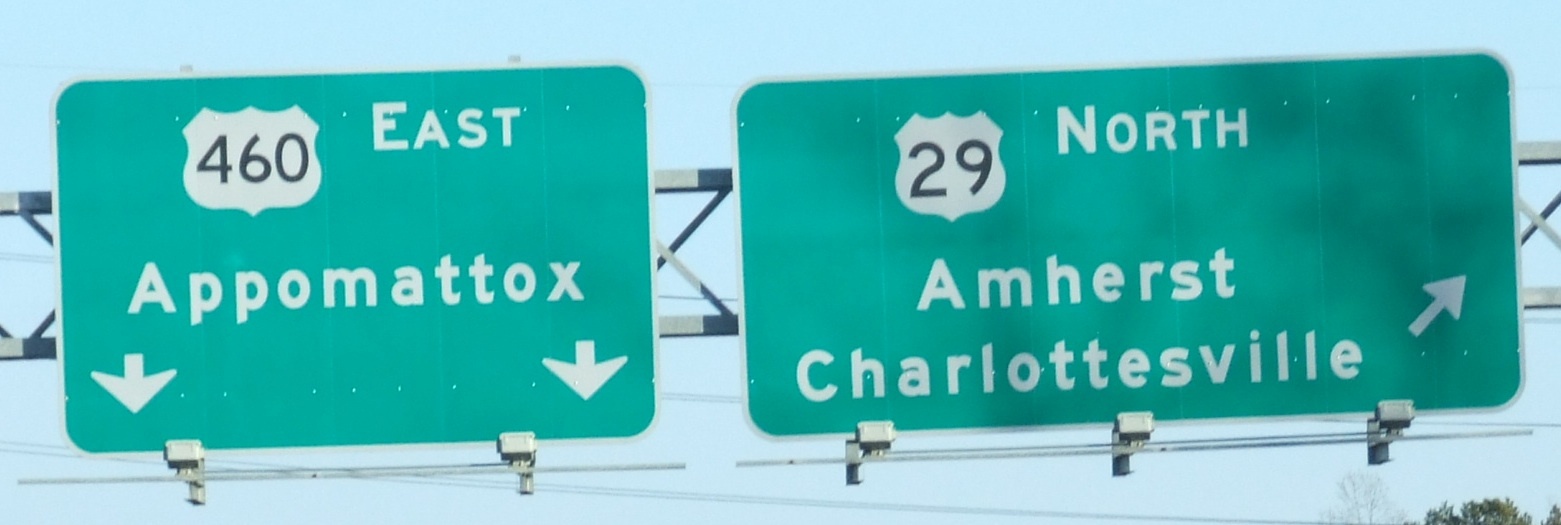 460 EAST
Appomattox
29 NORTH
Amherst
Charlottesville